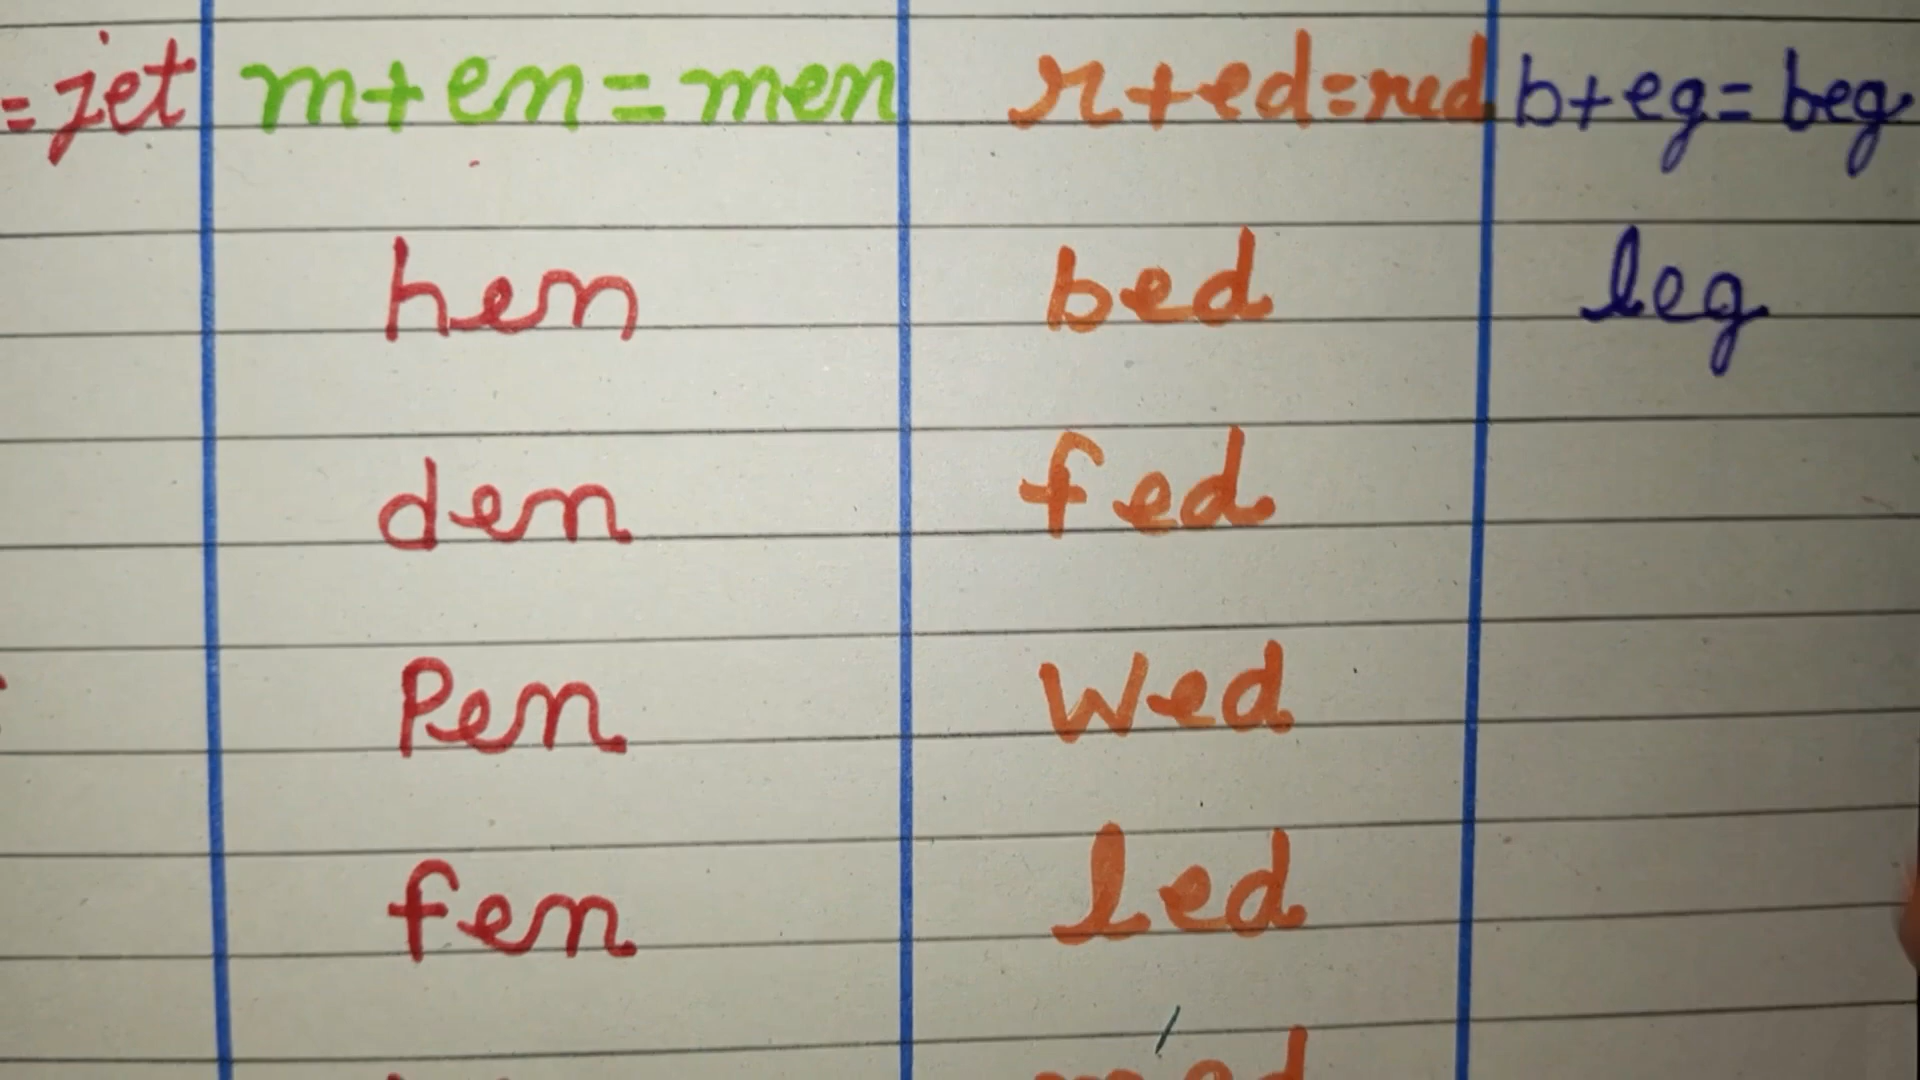 =jet m+en=men r+ed=red b+eg=beg
hen bed leg
den fed
Pen Wed
fen led